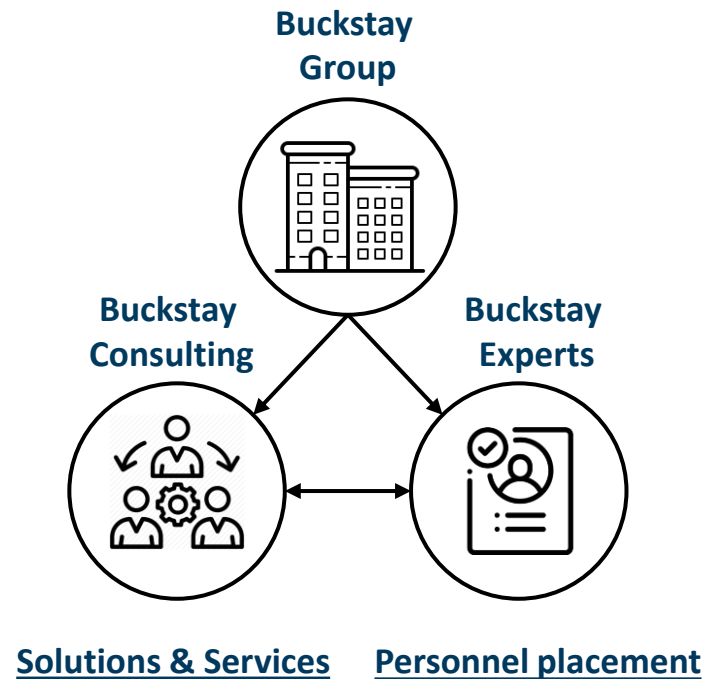 Buckstay
Group
Buckstay
Consulting
Buckstay
Experts
Solutions & Services
Personnel placement